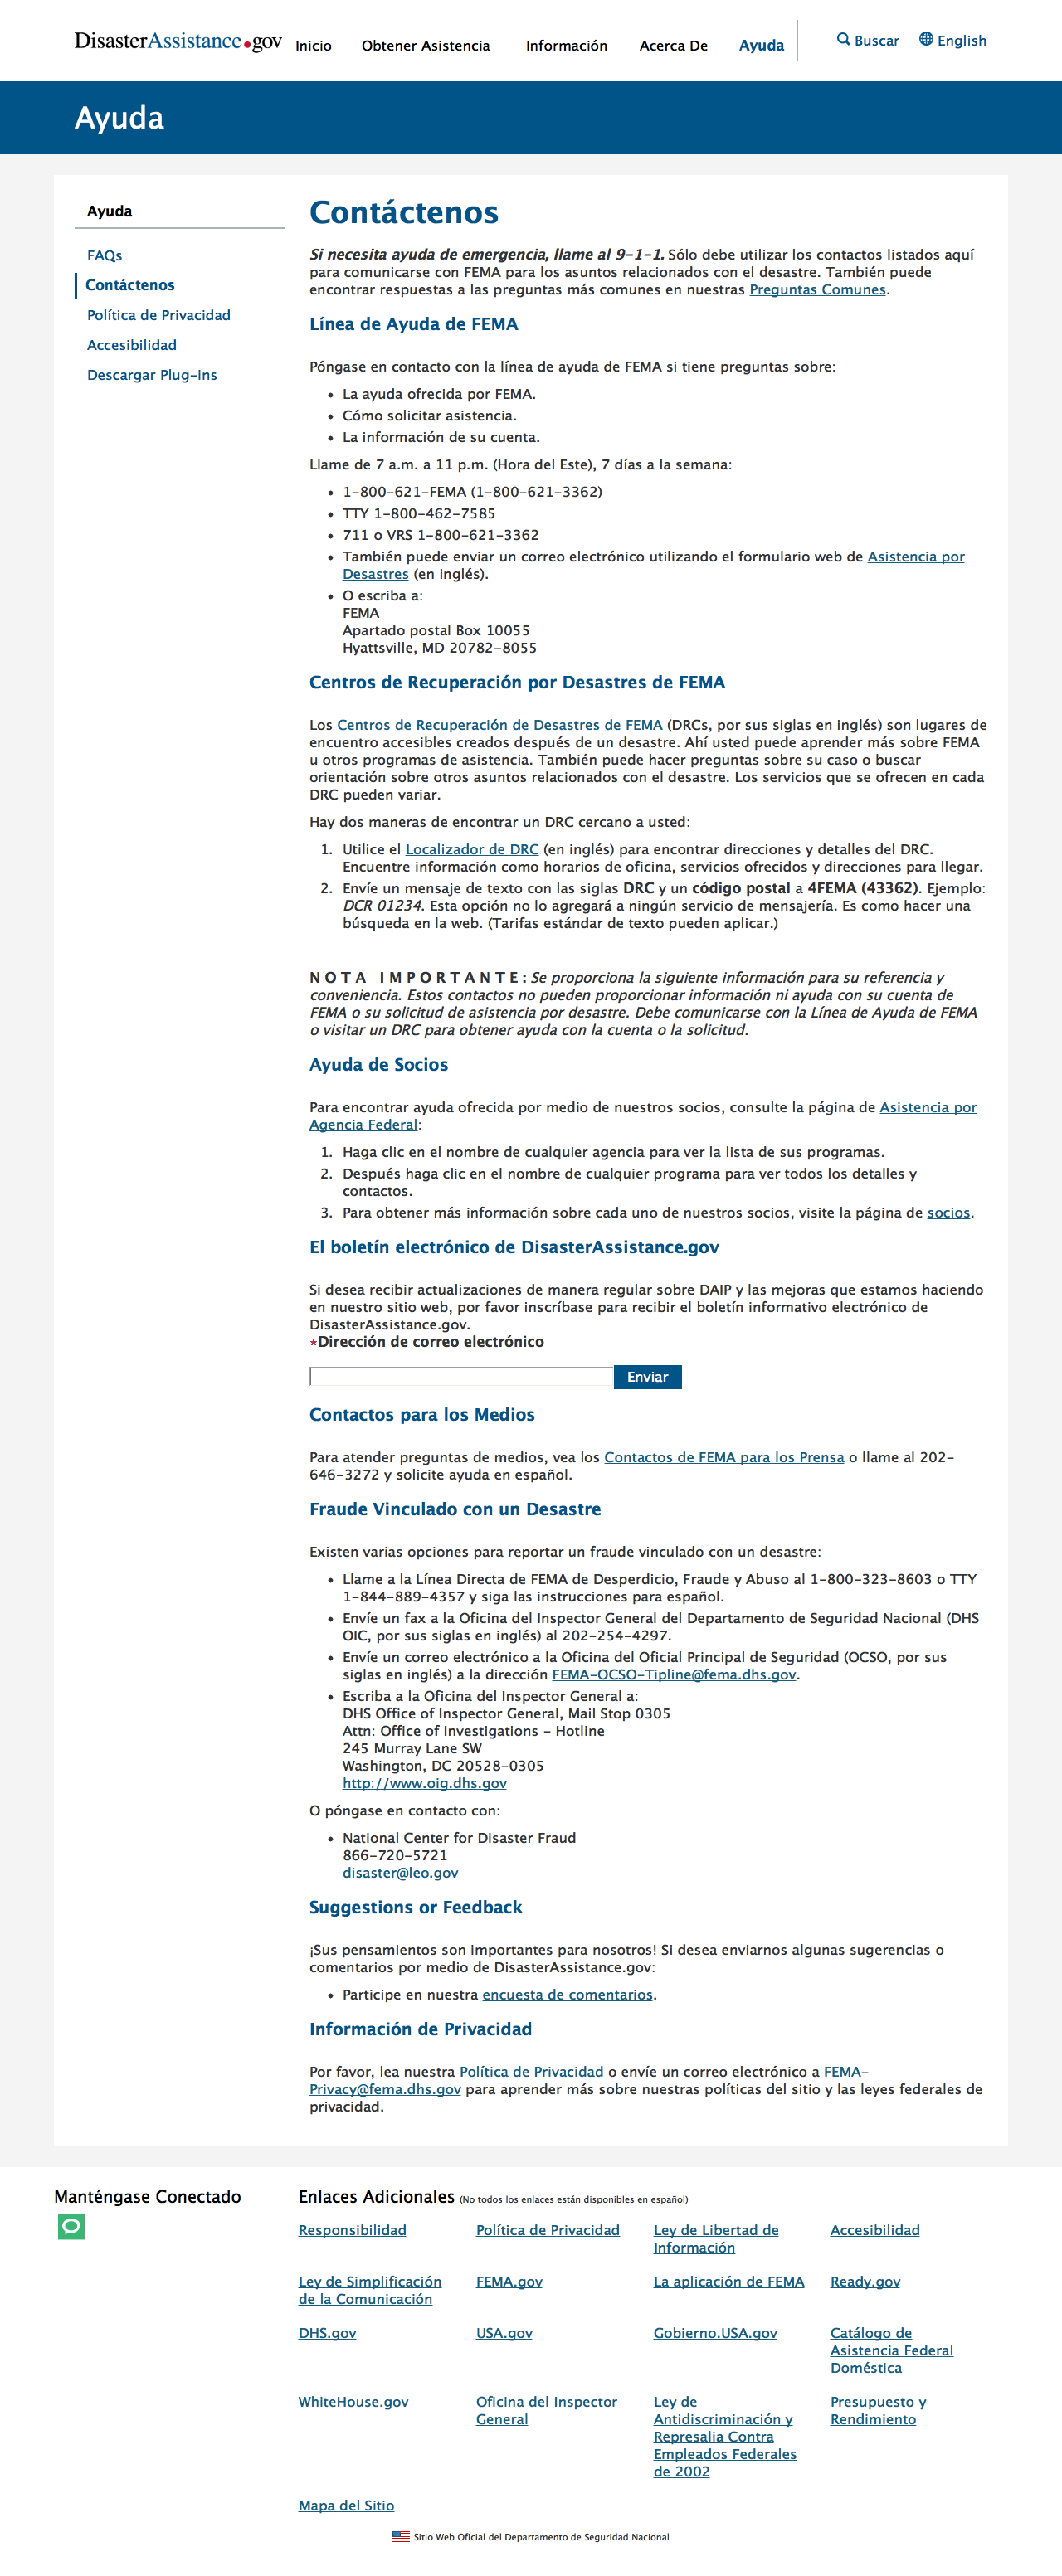 DisasterAssistance.gov
Inicio
Obtener Asistencia
Información
Acerca De
Ayuda
Buscar
English
Ayuda
Ayuda
FAQs
Contáctenos
Política de Privacidad
Accesibilidad
Descargar Plug-ins
Contáctenos
Si necesita ayuda de emergencia, llame al 9-1-1. Sólo debe utilizar los contactos listados aquí
para comunicarse con FEMA para los asuntos relacionados con el desastre. También puede
encontrar respuestas a las preguntas más comunes en nuestras Preguntas Comunes.
Línea de Ayuda de FEMA
Póngase en contacto con la línea de ayuda de FEMA si tiene preguntas sobre:
• La ayuda ofrecida por FEMA.
• Cómo solicitar asistencia.
• La información de su cuenta.
Llame de 7 a.m. a 11 p.m. (Hora del Este), 7 días a la semana:
• 1-800-621-FEMA (1-800-621-3362)
• TTY 1-800-462-7585
• 711 o VRS 1-800-621-3362
• También puede enviar un correo electrónico utilizando el formulario web de Asistencia por
Desastres (en inglés).
• O escriba a:
FEMA
Apartado postal Box 10055
Hyattsville, MD 20782-8055
Centros de Recuperación por Desastres de FEMA
Los Centros de Recuperación de Desastres de FEMA (DRCs, por sus siglas en inglés) son lugares de
encuentro accesibles creados después de un desastre. Ahí usted puede aprender más sobre FEMA
u otros programas de asistencia. También puede hacer preguntas sobre su caso o buscar
orientación sobre otros asuntos relacionados con el desastre. Los servicios que se ofrecen en cada
DRC pueden variar.
Hay dos maneras de encontrar un DRC cercano a usted:
1. Utilice el Localizador de DRC (en inglés) para encontrar direcciones y detalles del DRC.
Encuentre información como horarios de oficina, servicios ofrecidos y direcciones para llegar.
2. Envíe un mensaje de texto con las siglas DRC y un código postal a 4FEMA (43362). Ejemplo:
DCR 01234. Esta opción no lo agregará a ningún servicio de mensajería. Es como hacer una
búsqueda en la web. (Tarifas estándar de texto pueden aplicar.)
NOTA IMPORTANTE: Se proporciona la siguiente información para su referencia y
conveniencia. Estos contactos no pueden proporcionar información ni ayuda con su cuenta de
FEMA o su solicitud de asistencia por desastre. Debe comunicarse con la Línea de Ayuda de FEMA
o visitar un DRC para obtener ayuda con la cuenta o la solicitud.
Ayuda de Socios
Para encontrar ayuda ofrecida por medio de nuestros socios, consulte la página de Asistencia por
Agencia Federal:
1. Haga clic en el nombre de cualquier agencia para ver la lista de sus programas.
2. Después haga clic en el nombre de cualquier programa para ver todos los detalles y
contactos.
3. Para obtener más información sobre cada uno de nuestros socios, visite la página de socios.
El boletín electrónico de DisasterAssistance.gov
Si desea recibir actualizaciones de manera regular sobre DAIP y las mejoras que estamos haciendo
en nuestro sitio web, por favor inscríbase para recibir el boletín informativo electrónico de
DisasterAssistance.gov.
*Dirección de correo electrónico
Enviar
Contactos para los Medios
Para atender preguntas de medios, vea los Contactos de FEMA para los Prensa o llame al 202-
646-3272 y solicite ayuda en español.
Fraude Vinculado con un Desastre
Existen varias opciones para reportar un fraude vinculado con un desastre:
• Llame a la Línea Directa de FEMA de Desperdicio, Fraude y Abuso al 1-800-323-8603 o TTY
1-844-889-4357 y siga las instrucciones para español.
• Envíe un fax a la Oficina del Inspector General del Departamento de Seguridad Nacional (DHS
OIC, por sus siglas en inglés) al 202-254-4297.
• Envíe un correo electrónico a la Oficina del Oficial Principal de Seguridad (OCSO, por sus
siglas en inglés) a la dirección FEMA-OCSO-Tipline@fema.dhs.gov.
• Escriba a la Oficina del Inspector General a:
DHS Office of Inspector General, Mail Stop 0305
Attn: Office of Investigations - Hotline
245 Murray Lane SW
Washington, DC 20528-0305
http://www.oig.dhs.gov
O póngase en contacto con:
• National Center for Disaster Fraud
866-720-5721
disaster@leo.gov
Suggestions or Feedback
¡Sus pensamientos son importantes para nosotros! Si desea enviarnos algunas sugerencias o
comentarios por medio de DisasterAssistance.gov:
• Participe en nuestra encuesta de comentarios.
Información de Privacidad
Por favor, lea nuestra Política de Privacidad o envíe un correo electrónico a FEMA-
Privacy@fema.dhs.gov para aprender más sobre nuestras políticas del sitio y las leyes federales de
privacidad.
Manténgase Conectado
Enlaces Adicionales (No todos los enlaces están disponibles en español)
Responsibilidad
Política de Privacidad
Ley de Libertad de
Información
Accesibilidad
Ley de Simplificación
de la Comunicación
FEMA.gov
La aplicación de FEMA
Ready.gov
DHS.gov
USA.gov
Gobierno.USA.gov
Catálogo de
Asistencia Federal
Doméstica
WhiteHouse.gov
Oficina del Inspector
General
Ley de
Antidiscriminación y
Represalia Contra
Empleados Federales
de 2002
Presupuesto y
Rendimiento
Mapa del Sitio
Sitio Web Oficial del Departamento de Seguridad Nacional